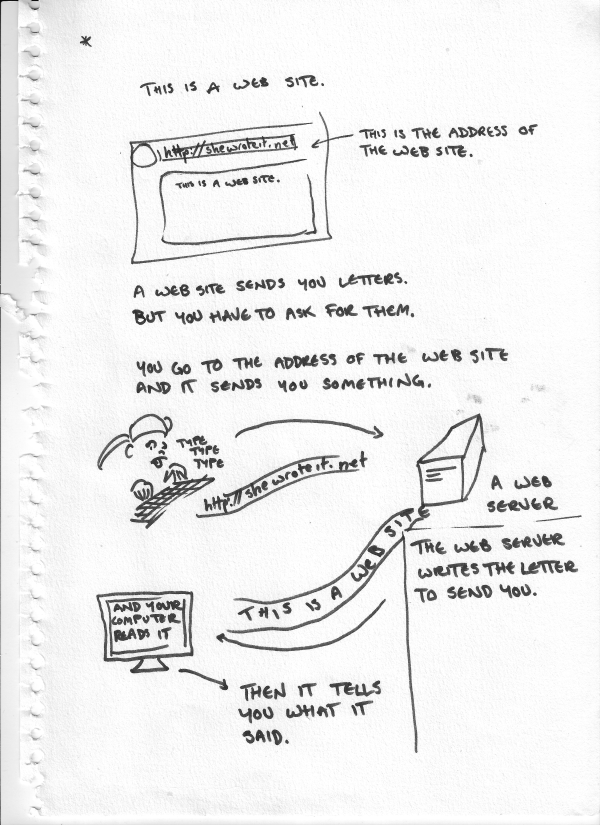 *
THIS IS A WEB SITE.
http://shewroteit.net
THIS IS A WEB SITE.
THIS IS THE ADDRESS OF
THE WEB SITE.
A WEB SITE SENDS YOU LETTERS.
BUT YOU HAVE TO ASK FOR THEM.
YOU GO TO THE ADDRESS OF THE WEB SITE
AND IT SENDS YOU SOMETHING.
TYPE
TYPE
TYPE
http://shewroteit.net
A WEB
SERVER
THE WEB SERVER
WRITES THE LETTER
TO SEND YOU.
THIS IS A WEB SITE
AND YOUR
COMPUTER
READS IT
THEN IT TELLS
YOU WHAT IT
SAID.